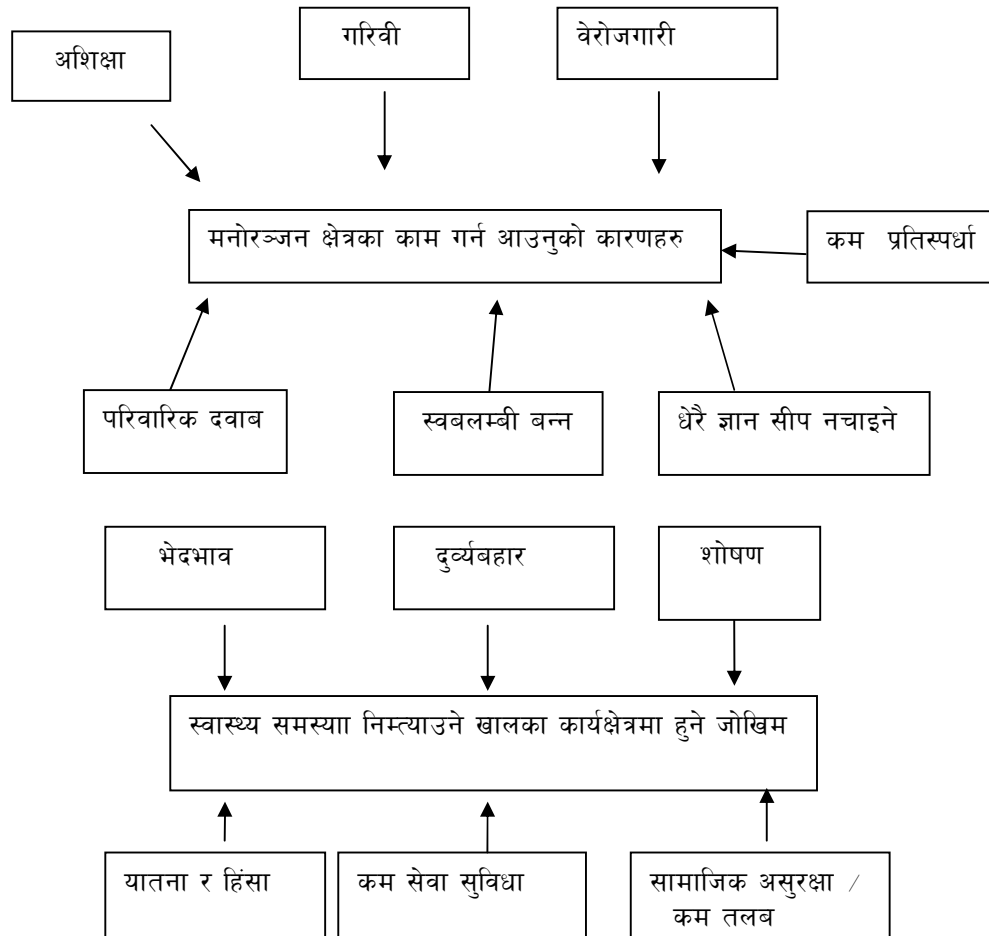 अशिक्षा
गरिवी
वेरोजगारी
मनोरञ्जन क्षेत्रका काम गर्न आउनुको कारणहरु
कम प्रतिस्पर्धा
परिवारिक दवाब
स्वबलम्बी बन्न
धेरै ज्ञान सीप नचाइने
भेदभाव
दुर्व्यबहार
शोषण
स्वास्थ्य समस्याा निम्त्याउने खालका कार्यक्षेत्रमा हुने जोखिम
यातना र हिंसा
कम सेवा सुविधा
सामाजिक असुरक्षा /
कम तलब